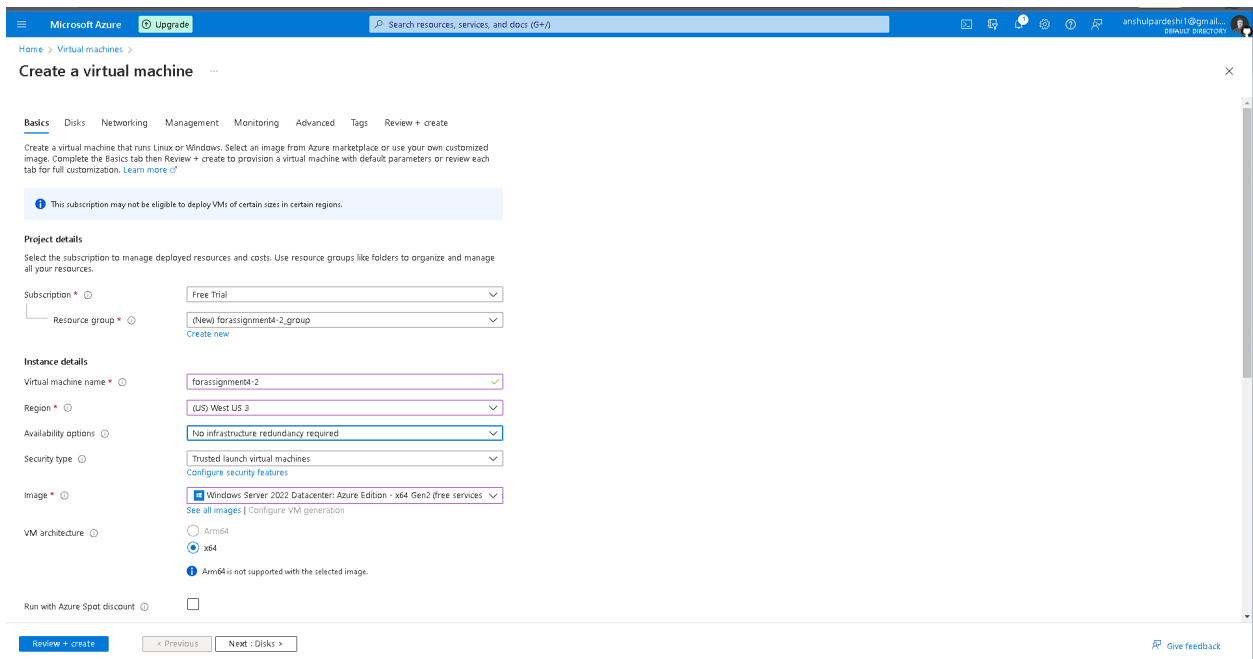 Microsoft Azure
Upgrade
Search resources, services, and docs (G+/)
1
anshulpardeshi1@gmail....
DEFAULT DIRECTORY
Home > Virtual machines >
Create a virtual machine ...
Basics Disks Networking Management Monitoring Advanced Tags Review + create
Create a virtual machine that runs Linux or Windows. Select an image from Azure marketplace or use your own customized
image. Complete the Basics tab then Review + create to provision a virtual machine with default parameters or review each
tab for full customization. Learn more
This subscription may not be eligible to deploy VMs of certain sizes in certain regions.
Project details
Select the subscription to manage deployed resources and costs. Use resource groups like folders to organize and manage
all your resources.
Subscription * Free Trial
Resource group * (New) forassignment4-2_group
Create new
Instance details
Virtual machine name * forassignment4-2
Region * (US) West US 3
Availability options No infrastructure redundancy required
Security type Trusted launch virtual machines
Configure security features
Image * Windows Server 2022 Datacenter: Azure Edition - x64 Gen2 (free services
See all images | Configure VM generation
VM architecture Arm64
x64
Arm64 is not supported with the selected image.
Run with Azure Spot discount
Review + create < Previous Next : Disks > Give feedback